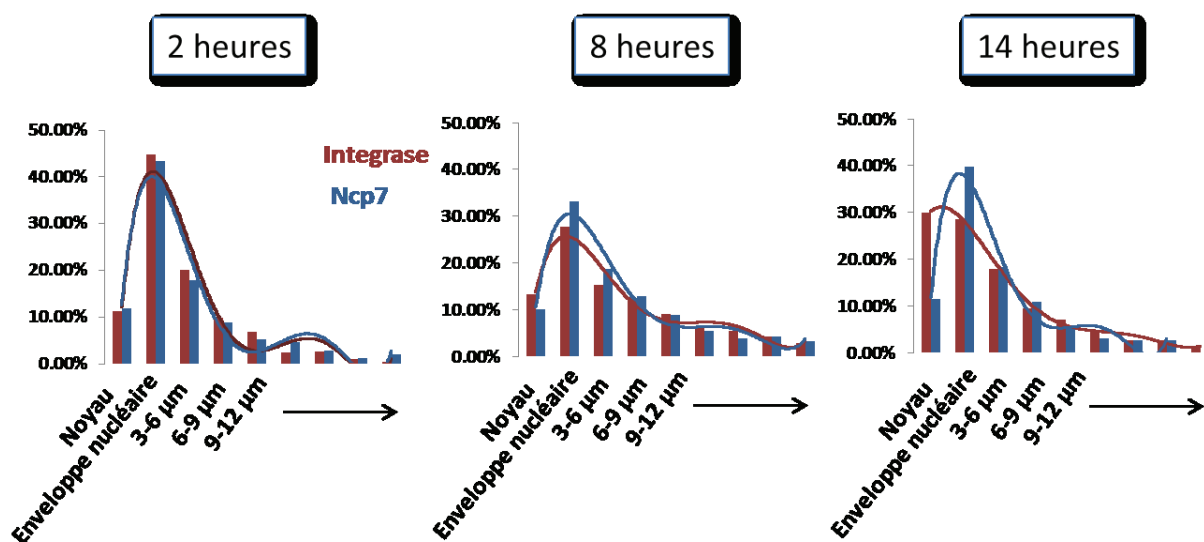 2 heures
8 heures
14 heures
50.00%
40.00%
30.00%
20.00%
10.00%
0.00%
Integrase
Ncp7
Noyau
Enveloppe nucléaire
3-6 µm
6-9 µm
9-12 µm
50.00%
40.00%
30.00%
20.00%
10.00%
0.00%
Noyau
Enveloppe nucléaire
3-6 µm
6-9 µm
9-12 µm
50.00%
40.00%
30.00%
20.00%
10.00%
0.00%
Noyau
Enveloppe nucléaire
3-6 µm
6-9 µm
9-12 µm